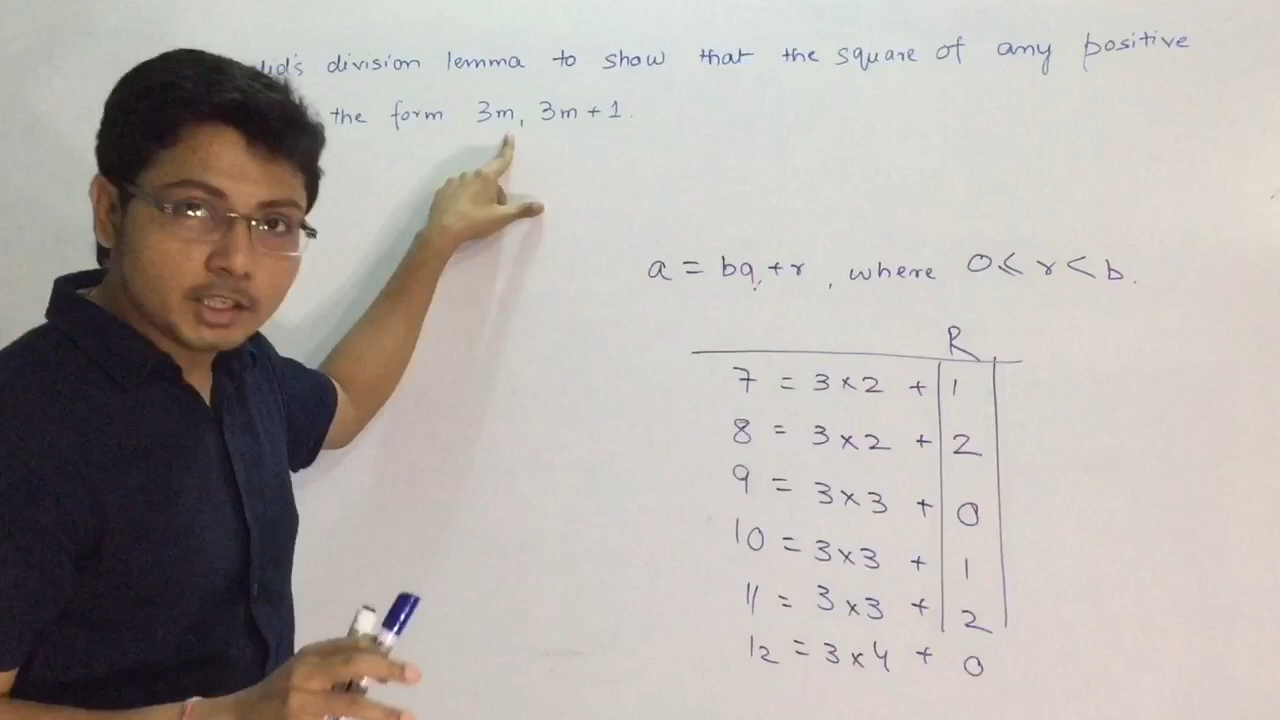 division lemma to show that the square of any positive
the form 3m, 3m + 1.
a = bq + r , where 0 ≤ r < b.
R
7 = 3 × 2 + 1
8 = 3 × 2 + 2
9 = 3 × 3 + 0
10 = 3 × 3 + 1
11 = 3 × 3 + 2
12 = 3 × 4 + 0